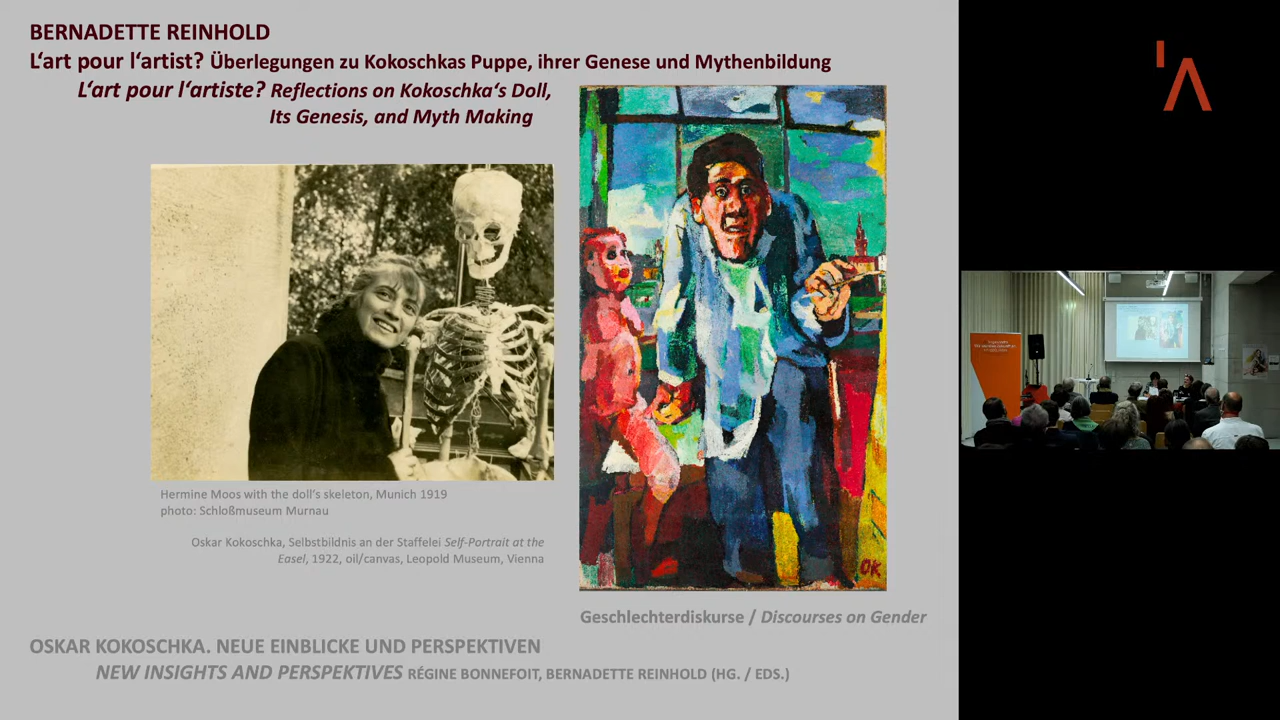 BERNADETTE REINHOLD
L‘art pour l‘artist? Überlegungen zu Kokoschkas Puppe, ihrer Genese und Mythenbildung
L‘art pour l‘artiste? Reflections on Kokoschka‘s Doll,
Its Genesis, and Myth Making
Hermine Moos with the doll's skeleton, Munich 1919
photo: Schloßmuseum Murnau
Oskar Kokoschka, Selbstbildnis an der Staffelei Self-Portrait at the
Easel, 1922, oil/canvas, Leopold Museum, Vienna
OK
Geschlechterdiskurse / Discourses on Gender
OSKAR KOKOSCHKA. NEUE EINBLICKE UND PERSPEKTIVEN
NEW INSIGHTS AND PERSPEKTIVES RÉGINE BONNEFOIT, BERNADETTE REINHOLD (HG. / EDS.)